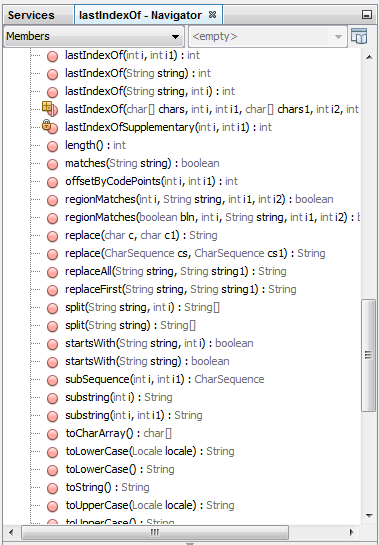 Services lastIndexOf - Navigator
Members <empty>
lastIndexOf(int i, int i1) : int
lastIndexOf(String string) : int
lastIndexOf(String string, int i) : int
lastIndexOf(char[] chars, int i, int i1, char[] chars1, int i2, int
lastIndexOfSupplementary(int i, int i1) : int
length() : int
matches(String string) : boolean
offsetByCodePoints(int i, int i1) : int
regionMatches(int i, String string, int i1, int i2) : boolean
regionMatches(boolean bln, int i, String string, int i1, int i2) : b
replace(char c, char c1) : String
replace(CharSequence cs, CharSequence cs1) : String
replaceAll(String string, String string1) : String
replaceFirst(String string, String string1) : String
split(String string, int i) : String[]
split(String string) : String[]
startsWith(String string, int i) : boolean
startsWith(String string) : boolean
subSequence(int i, int i1) : CharSequence
substring(int i) : String
substring(int i, int i1) : String
toCharArray() : char[]
toLowerCase(Locale locale) : String
toLowerCase() : String
toString() : String
toUpperCase(Locale locale) : String
toUpperCase() : String